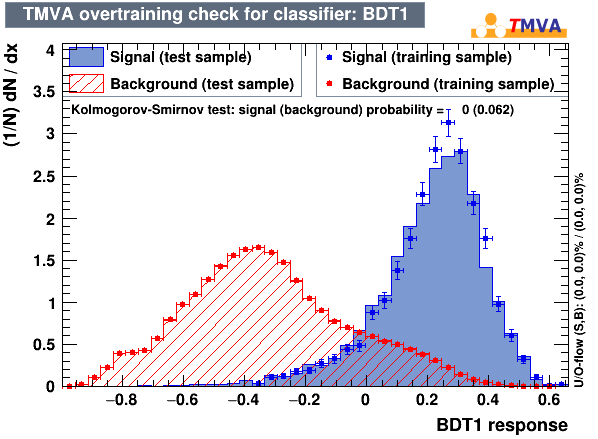 TMVA overtraining check for classifier: BDT1
TMVA
(1/N) dN / dx
4
3.5
3
2.5
2
1.5
1
0.5
0
Signal (test sample)
Background (test sample)
Signal (training sample)
Background (training sample)
Kolmogorov-Smirnov test: signal (background) probability = 0 (0.062)
−0.8 −0.6 −0.4 −0.2 0 0.2 0.4 0.6
BDT1 response
U/O-flow (S,B): (0.0, 0.0)% / (0.0, 0.0)%